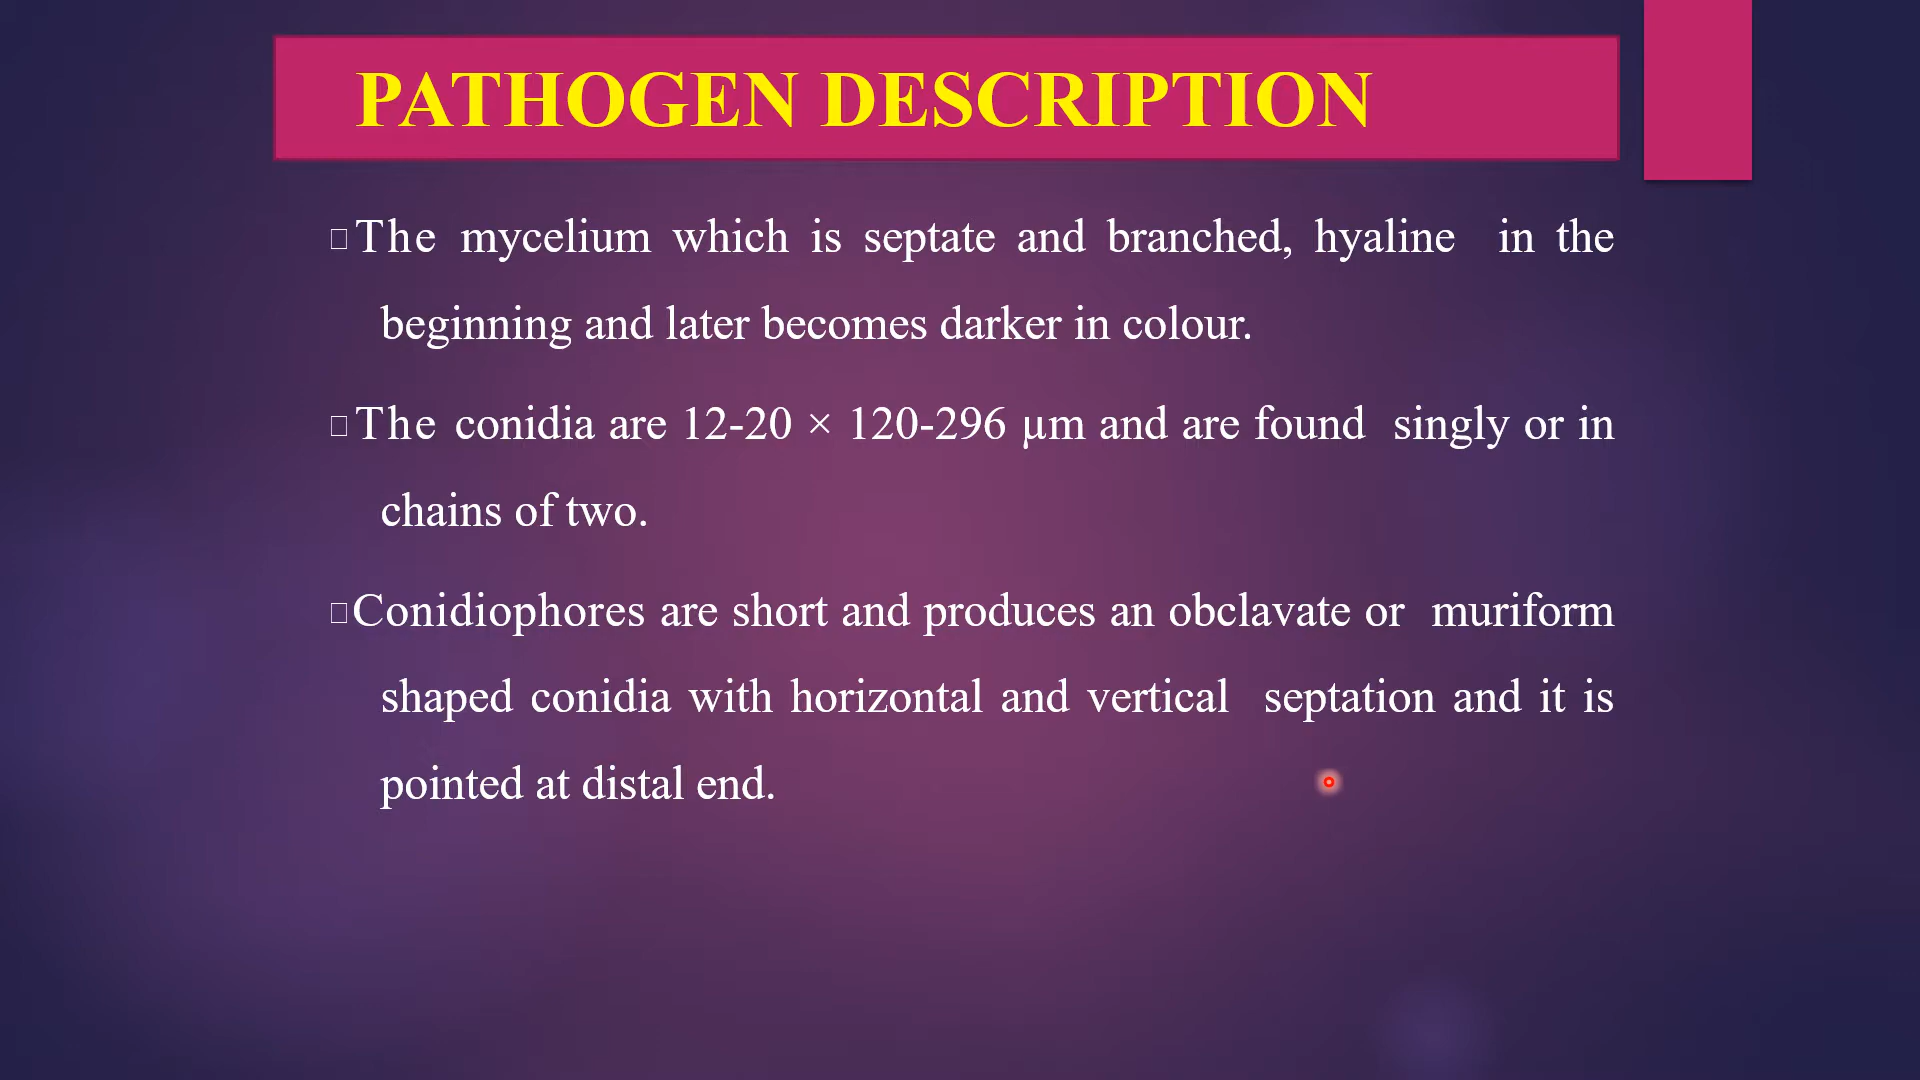 PATHOGEN DESCRIPTION
The mycelium which is septate and branched, hyaline in the
beginning and later becomes darker in colour.
The conidia are 12-20 × 120-296 µm and are found singly or in
chains of two.
Conidiophores are short and produces an obclavate or muriform
shaped conidia with horizontal and vertical septation and it is
pointed at distal end.